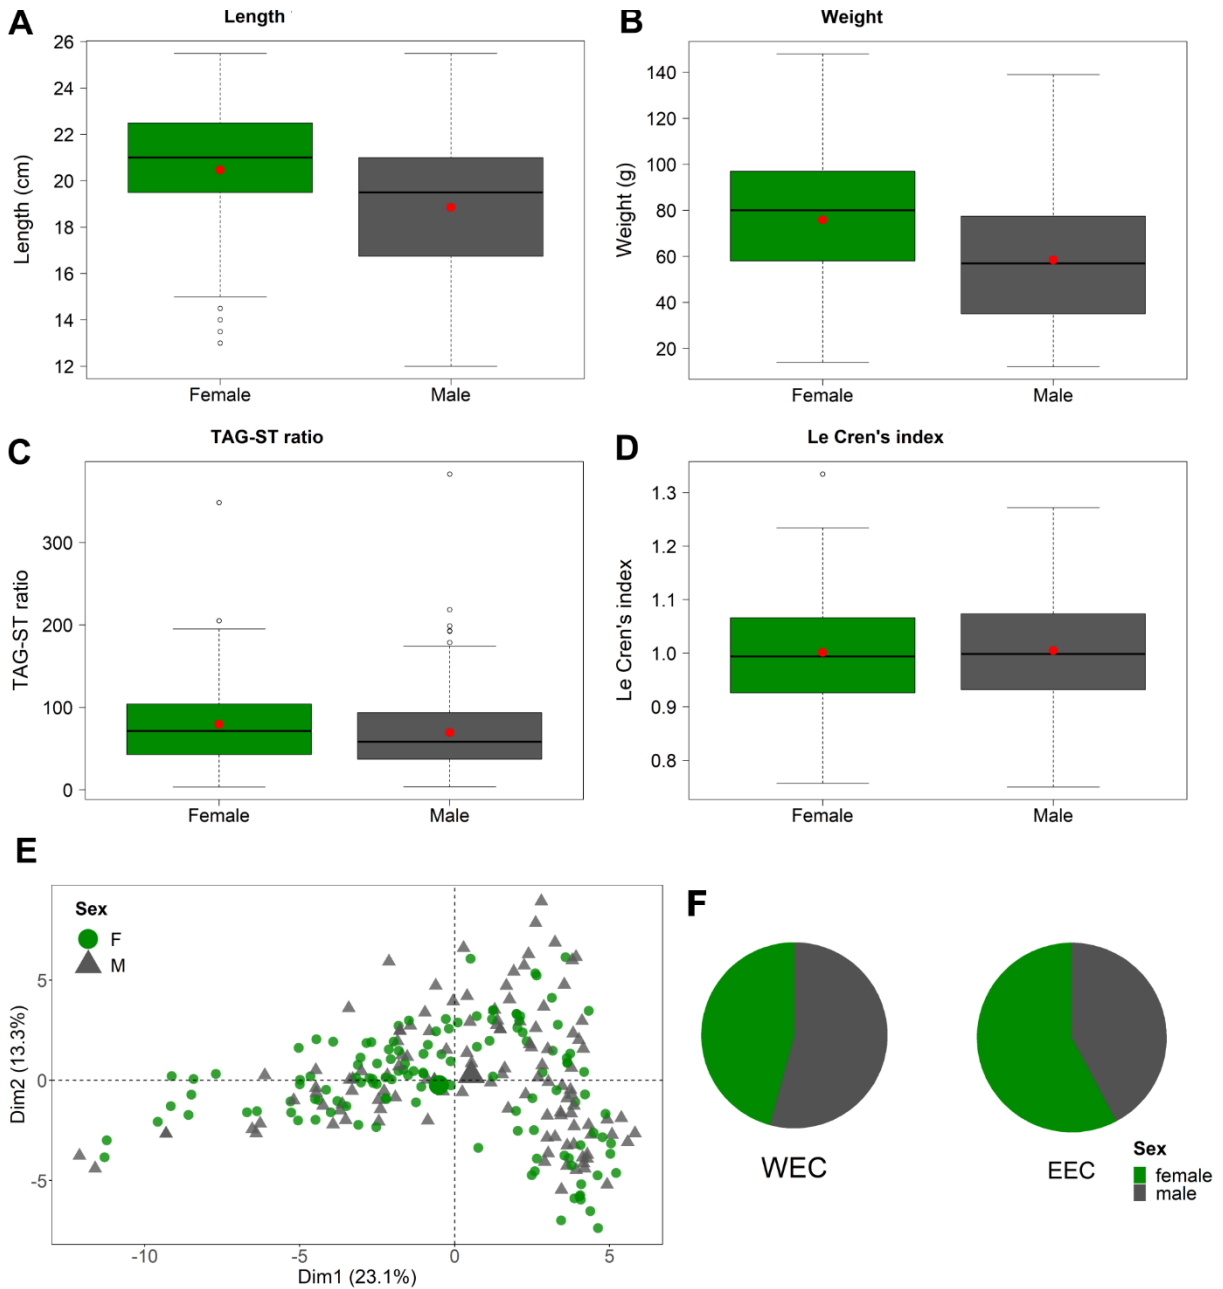 A
Length
26
24
22
20
18
16
14
12
Length (cm)
Female
Male
B
Weight
140
120
100
80
60
40
20
Weight (g)
Female
Male
C
TAG-ST ratio
300
200
100
0
TAG-ST ratio
Female
Male
D
Le Cren's index
1.3
1.2
1.1
1.0
0.9
0.8
Le Cren's index
Female
Male
E
Sex
F
M
5
0
-5
Dim2 (13.3%)
-10
-5
0
5
Dim1 (23.1%)
F
WEC
EEC
Sex
female
male